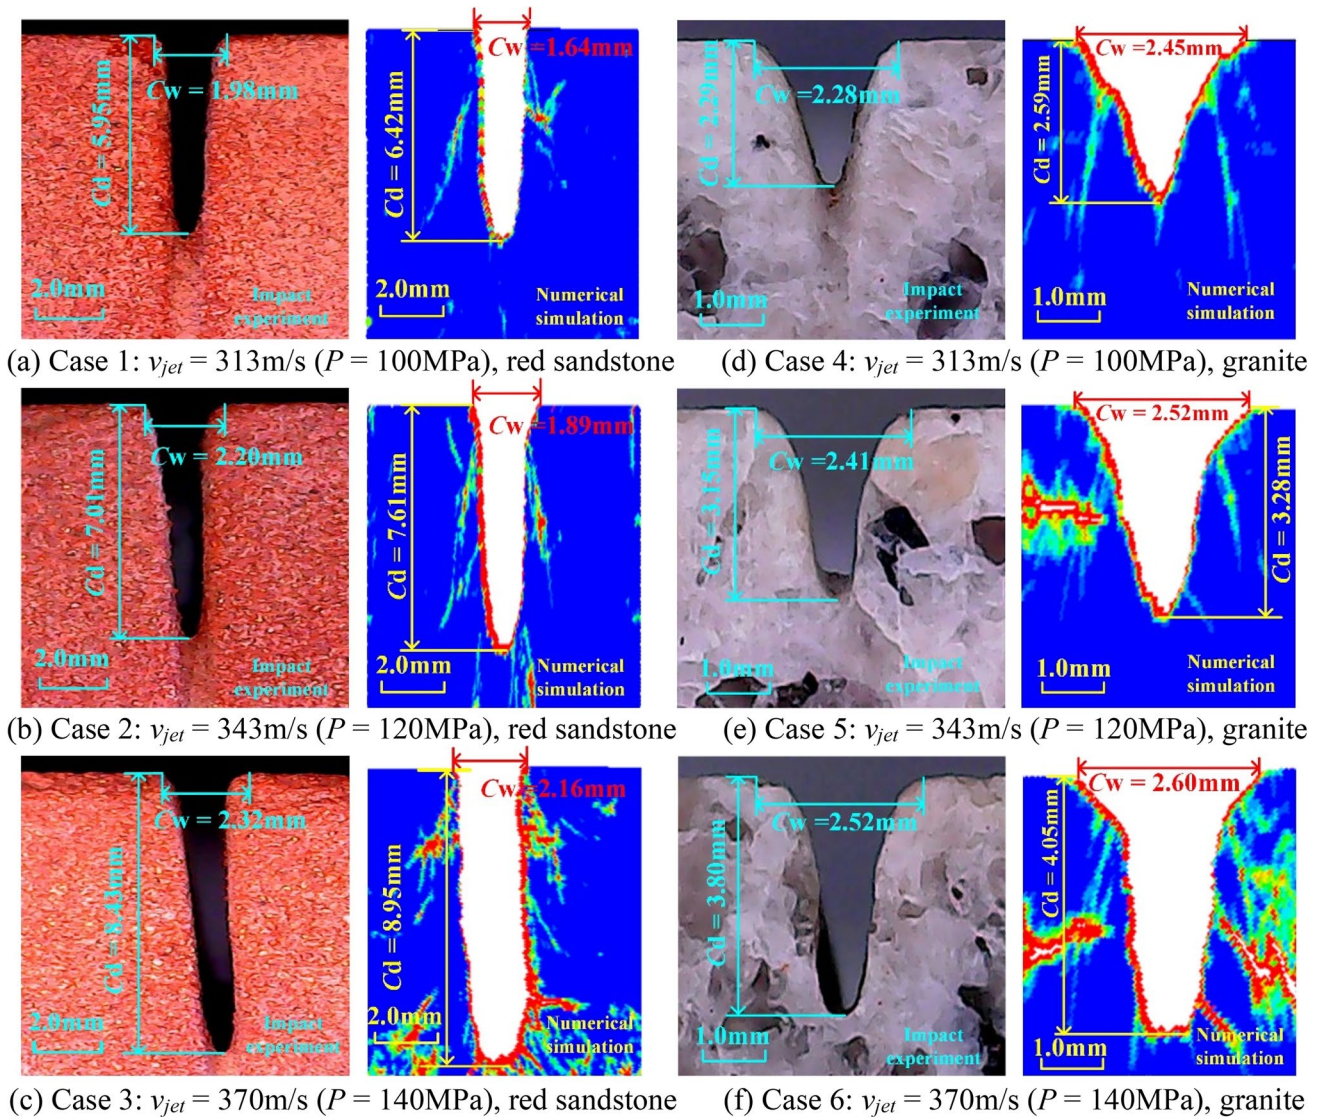 Cw = 1.98mm
Cd = 5.95mm
2.0mm
Impact
experiment
Cw =1.64mm
Cd = 6.42mm
2.0mm
Numerical
simulation
(a) Case 1: vjet = 313m/s (P = 100MPa), red sandstone
Cw =2.28mm
Cd = 2.29mm
1.0mm
Impact
experiment
Cw =2.45mm
Cd = 2.59mm
1.0mm
Numerical
simulation
(d) Case 4: vjet = 313m/s (P = 100MPa), granite
Cw = 2.20mm
Cd = 7.01mm
2.0mm
Impact
experiment
Cw =1.89mm
Cd = 7.61mm
2.0mm
Numerical
simulation
(b) Case 2: vjet = 343m/s (P = 120MPa), red sandstone
Cw =2.41mm
Cd = 3.15mm
1.0mm
Impact
experiment
Cw =2.52mm
Cd = 3.28mm
1.0mm
Numerical
simulation
(e) Case 5: vjet = 343m/s (P = 120MPa), granite
Cw = 2.32mm
Cd = 8.43mm
2.0mm
Impact
experiment
Cw = 2.16mm
Cd = 8.95mm
2.0mm
Numerical
simulation
(c) Case 3: vjet = 370m/s (P = 140MPa), red sandstone
Cw =2.52mm
Cd = 3.80mm
1.0mm
Impact
experiment
Cw = 2.60mm
Cd = 4.05mm
1.0mm
Numerical
simulation
(f) Case 6: vjet = 370m/s (P = 140MPa), granite